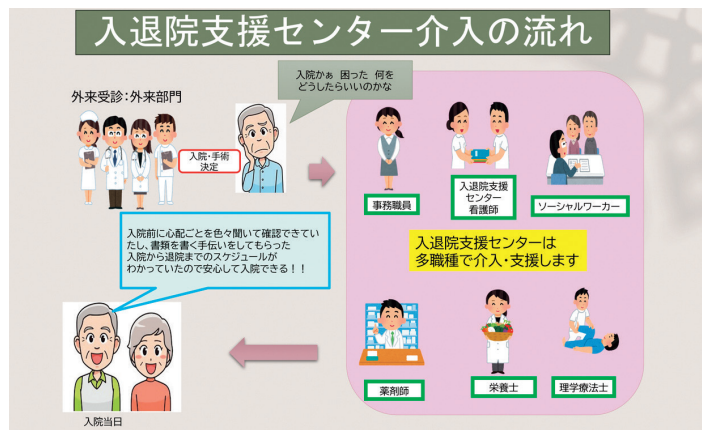 入退院支援センター介入の流れ
入院かぁ 困った 何を
どうしたらいいのかな
外来受診:外来部門
入院・手術
決定
事務職員
入退院支援
センター
看護師
ソーシャルワーカー
入院前に心配ごとを色々聞いて確認できてい
たし、書類を書く手伝いをしてもらった
入院から退院までのスケジュールが
わかっていたので安心して入院できる!!
入退院支援センターは
多職種で介入・支援します
薬剤師
栄養士
理学療法士
入院当日